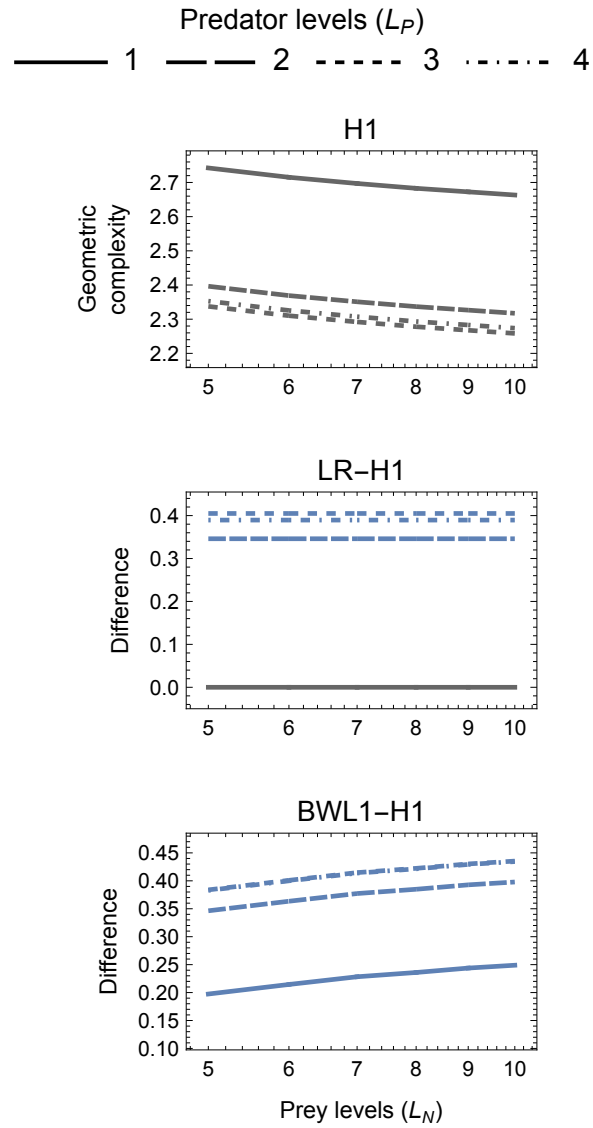 Predator levels (L_P)
1 2 3 4
H1
Geometric
complexity
2.7
2.6
2.5
2.4
2.3
2.2
5 6 7 8 9 10
LR–H1
Difference
0.4
0.3
0.2
0.1
0.0
5 6 7 8 9 10
BWL1–H1
Difference
0.45
0.40
0.35
0.30
0.25
0.20
0.15
0.10
5 6 7 8 9 10
Prey levels (L_N)